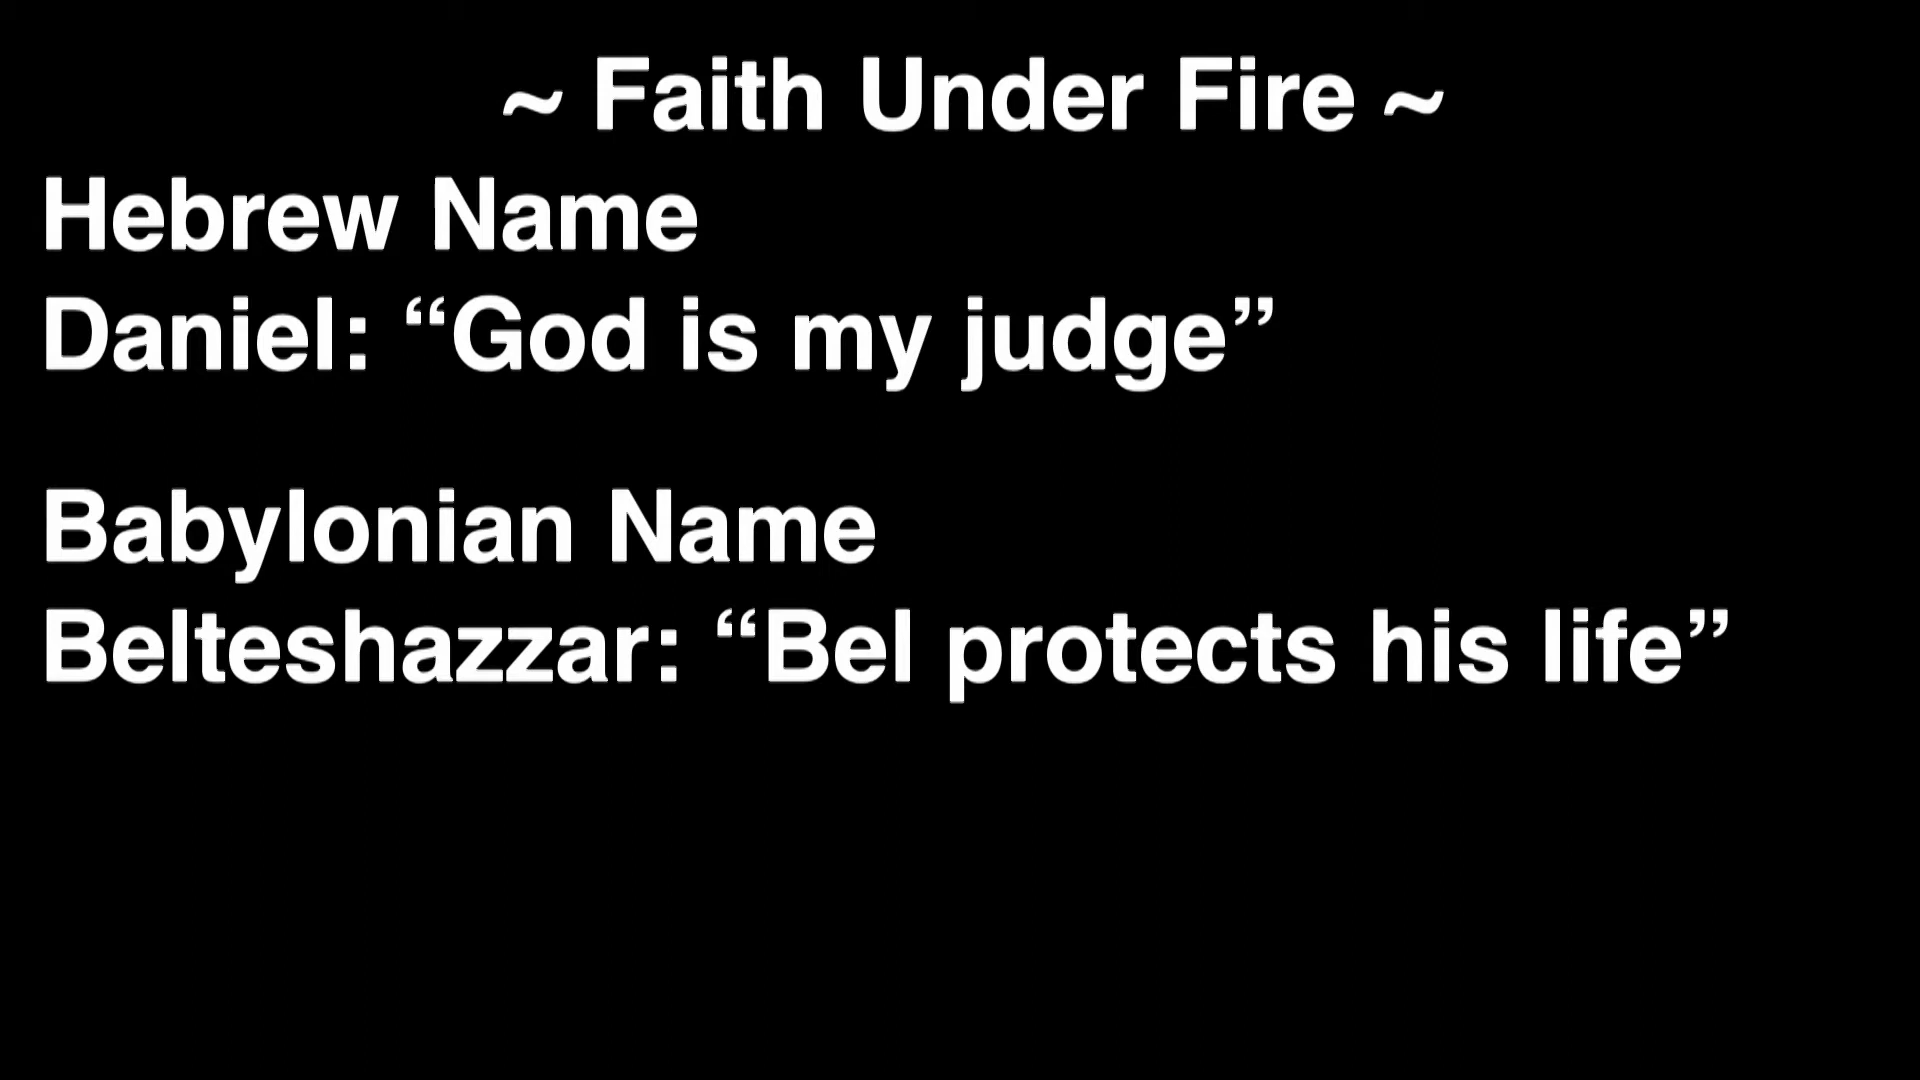 ~ Faith Under Fire ~
Hebrew Name
Daniel: “God is my judge”
Babylonian Name
Belteshazzar: “Bel protects his life”